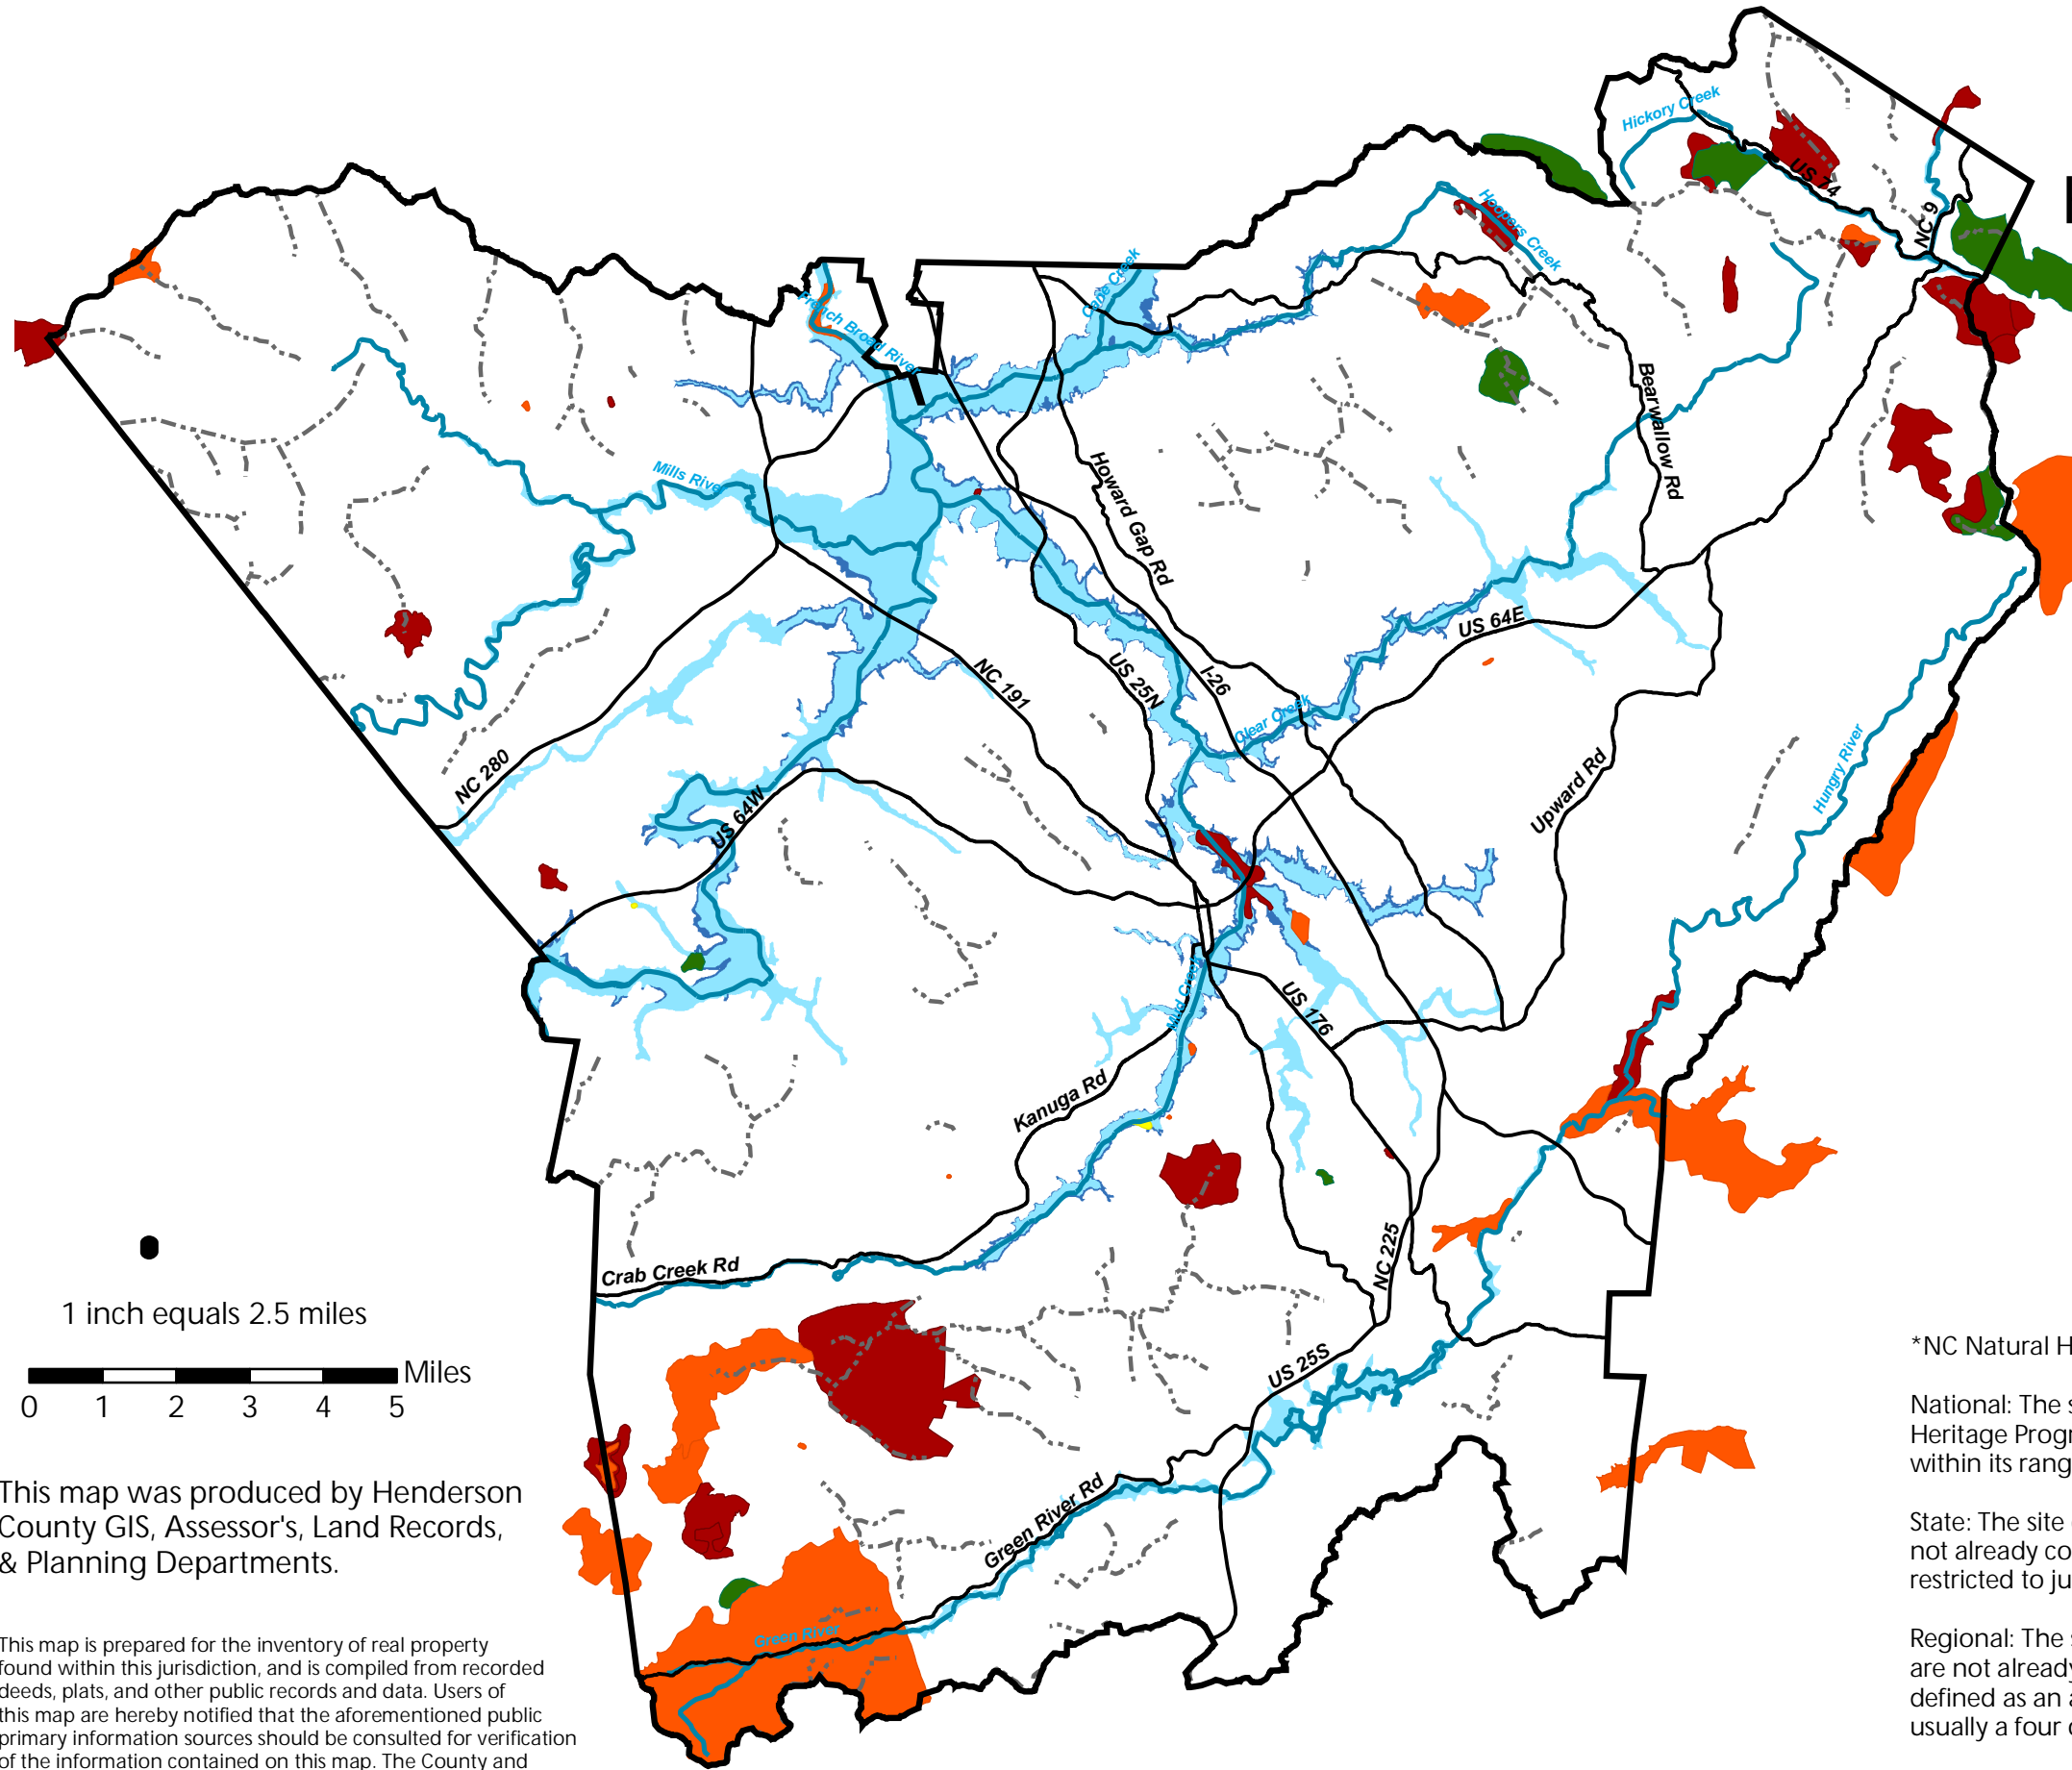 Hickory Creek
US 74
NC 9
Hoopers Creek
Cane Creek
French Broad River
Bearwallow Rd
Mills River
Howard Gap Rd
US 64E
I-26
US 25N
NC 191
Clear Creek
Hungry River
NC 280
US 64W
Upward Rd
Mud Creek
US 176
Kanuga Rd
Crab Creek Rd
NC 225
US 25S
Green River Rd
Green River
1 inch equals 2.5 miles
Miles
0 1 2 3 4 5
This map was produced by Henderson
County GIS, Assessor's, Land Records,
& Planning Departments.
This map is prepared for the inventory of real property
found within this jurisdiction, and is compiled from recorded
deeds, plats, and other public records and data. Users of
this map are hereby notified that the aforementioned public
primary information sources should be consulted for verification
of the information contained on this map. The County and
*NC Natural H
National: The s
Heritage Progr
within its rang
State: The site
not already co
restricted to ju
Regional: The s
are not already
defined as an a
usually a four c